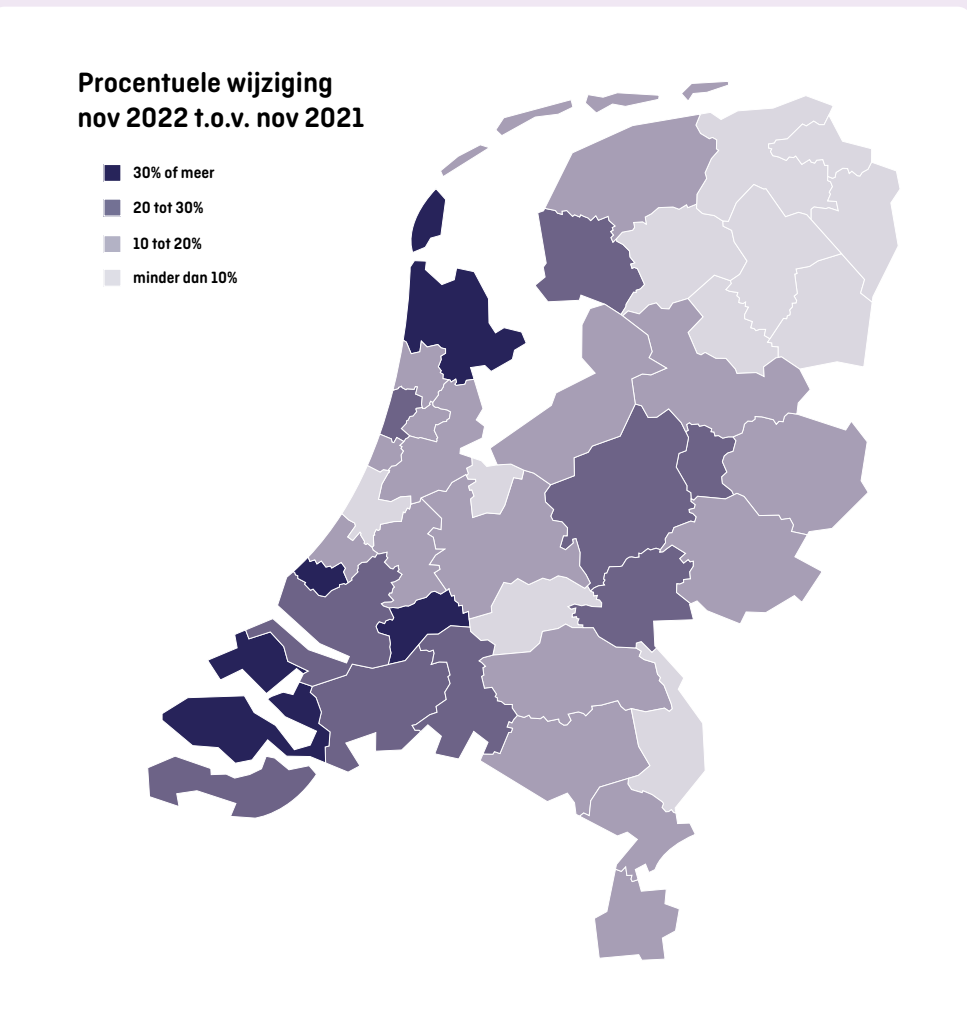 Procentuele wijziging
nov 2022 t.o.v. nov 2021
30% of meer
20 tot 30%
10 tot 20%
minder dan 10%